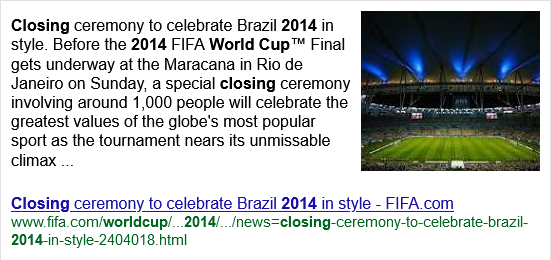 Closing ceremony to celebrate Brazil 2014 in
style. Before the 2014 FIFA World Cup™ Final
gets underway at the Maracana in Rio de
Janeiro on Sunday, a special closing ceremony
involving around 1,000 people will celebrate the
greatest values of the globe's most popular
sport as the tournament nears its unmissable
climax ...
Closing ceremony to celebrate Brazil 2014 in style - FIFA.com
www.fifa.com/worldcup/...2014/.../news=closing-ceremony-to-celebrate-brazil-
2014-in-style-2404018.html